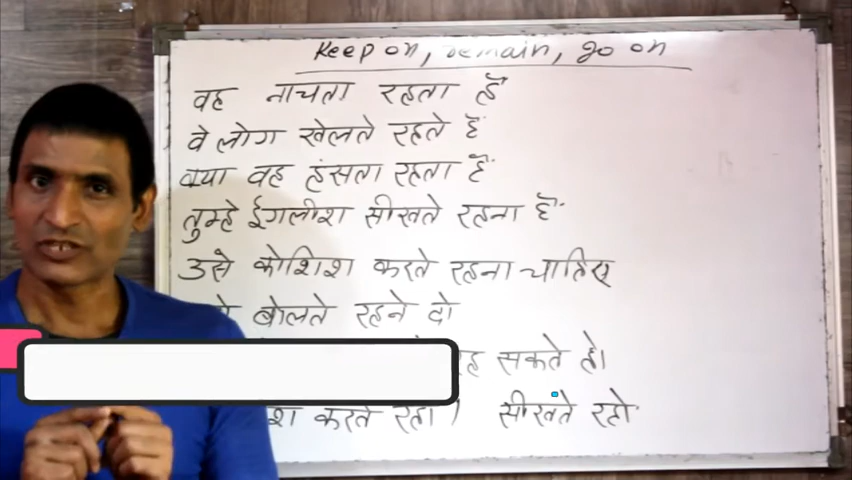 Keep on, remain, go on
वह नाचता रहता है
वे लोग खेलते रहते है
क्या वह हंसता रहता है
तुम्हे ईगलीश सीखते रहना है
उसे कोशिश करते रहना चाहिए
बोलते रहने दो
सकते हो।
करते रहो। सीखते रहो